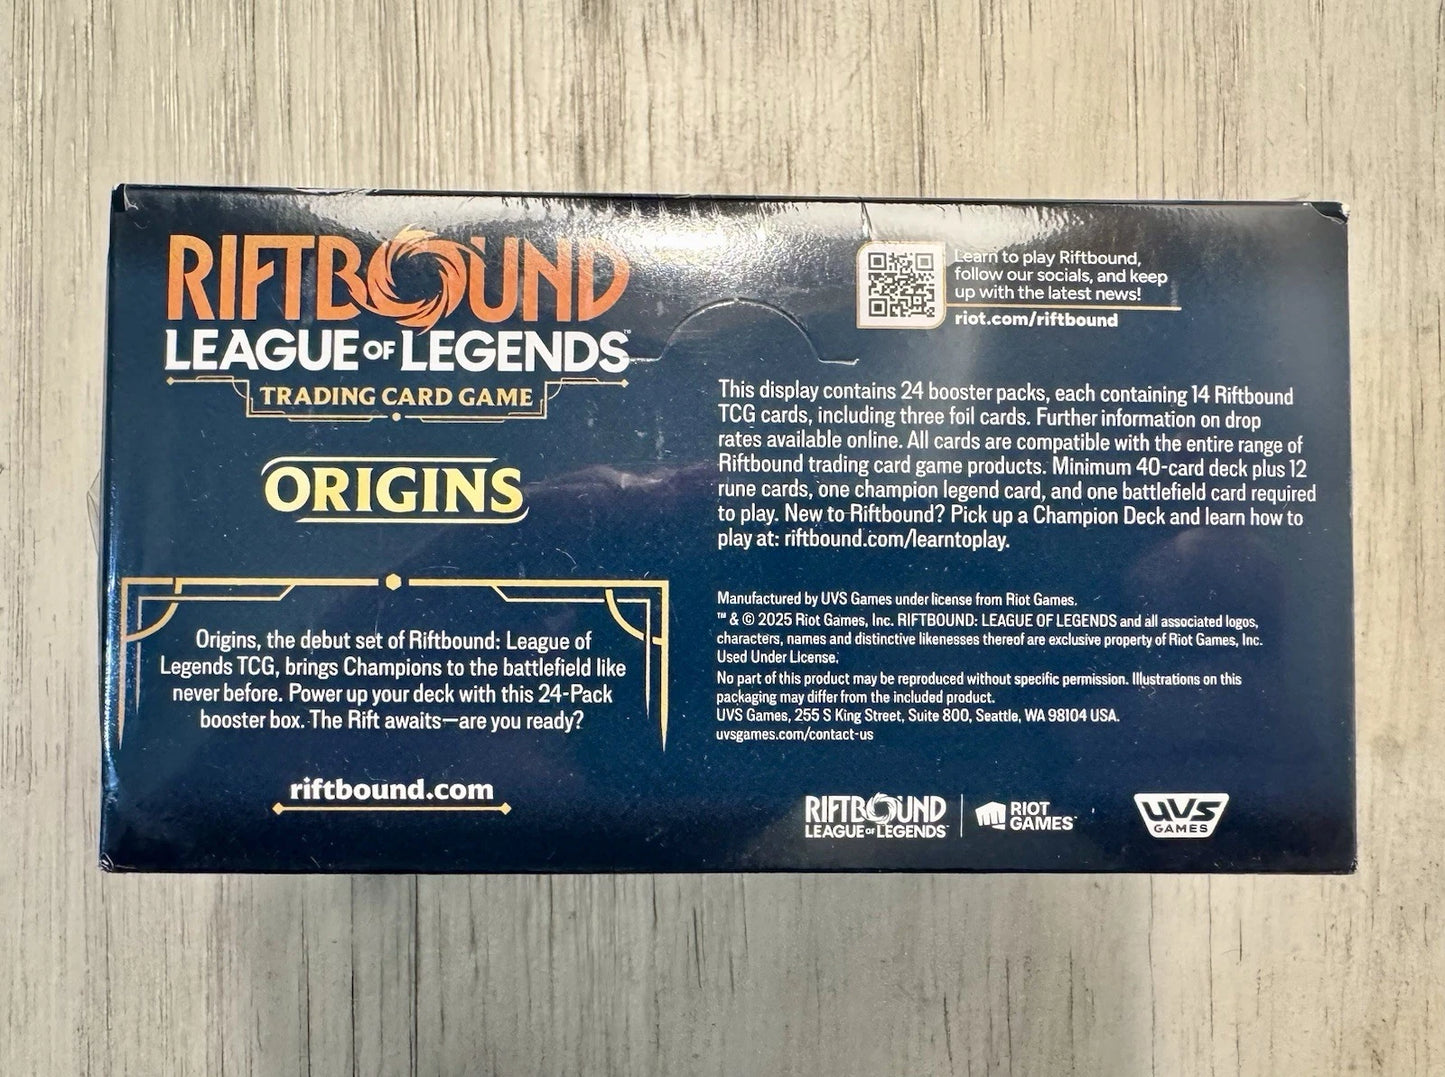 RIFTBOUND
LEAGUE OF LEGENDS™
TRADING CARD GAME
ORIGINS
Origins, the debut set of Riftbound: League of
Legends TCG, brings Champions to the battlefield like
never before. Power up your deck with this 24-Pack
booster box. The Rift awaits—are you ready?
riftbound.com
Learn to play Riftbound,
follow our socials, and keep
up with the latest news!
riot.com/riftbound
This display contains 24 booster packs, each containing 14 Riftbound
TCG cards, including three foil cards. Further information on drop
rates available online. All cards are compatible with the entire range of
Riftbound trading card game products. Minimum 40-card deck plus 12
rune cards, one champion legend card, and one battlefield card required
to play. New to Riftbound? Pick up a Champion Deck and learn how to
play at: riftbound.com/learntoplay.
Manufactured by UVS Games under license from Riot Games.
™ & © 2025 Riot Games, Inc. RIFTBOUND: LEAGUE OF LEGENDS and all associated logos,
characters, names and distinctive likenesses thereof are exclusive property of Riot Games, Inc.
Used Under License.
No part of this product may be reproduced without specific permission. Illustrations on this
packaging may differ from the included product.
UVS Games, 255 S King Street, Suite 800, Seattle, WA 98104 USA.
uvsgames.com/contact-us
RIFTBOUND
LEAGUE OF LEGENDS™
RIOT
GAMES™
UVS
GAMES